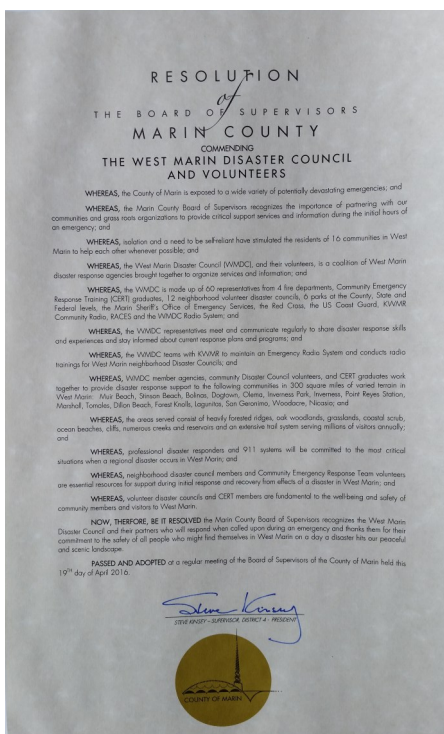 RESOLUTION
of
THE BOARD OF SUPERVISORS
MARIN COUNTY
COMMENDING
THE WEST MARIN DISASTER COUNCIL
AND VOLUNTEERS
WHEREAS, the County of Marin is exposed to a wide variety of potentially devastating emergencies; and
WHEREAS, the Marin County Board of Supervisors recognizes the importance of partnering with our
communities and grass roots organizations to provide critical support services and information during the initial hours of
an emergency; and
WHEREAS, isolation and a need to be self-reliant have stimulated the residents of 16 communities in West
Marin to help each other whenever possible; and
WHEREAS, the West Marin Disaster Council (WMDC), and their volunteers, is a coalition of West Marin
disaster response agencies brought together to organize services and information; and
WHEREAS, the WMDC is made up of 60 representatives from 4 fire departments, Community Emergency
Response Training (CERT) graduates, 12 neighborhood volunteer disaster councils, 6 parks at the County, State and
Federal levels, the Marin Sheriff's Office of Emergency Services, the Red Cross, the US Coast Guard, KWMR
Community Radio, RACES and the WMDC Radio System; and
WHEREAS, the WMDC representatives meet and communicate regularly to share disaster response skills
and experiences and stay informed about current response plans and programs; and
WHEREAS, the WMDC teams with KWMR to maintain an Emergency Radio System and conducts radio
trainings for West Marin neighborhood Disaster Councils; and
WHEREAS, WMDC member agencies, community Disaster Council volunteers, and CERT graduates work
together to provide disaster response support to the following communities in 300 square miles of varied terrain in
West Marin: Muir Beach, Stinson Beach, Bolinas, Dogtown, Olema, Inverness Park, Inverness, Point Reyes Station,
Marshall, Tomales, Dillon Beach, Forest Knolls, Lagunitas, San Geronimo, Woodacre, Nicasio; and
WHEREAS, the areas served consist of heavily forested ridges, oak woodlands, grasslands, coastal scrub,
ocean beaches, cliffs, numerous creeks and reservoirs and an extensive trail system serving millions of visitors annually;
and
WHEREAS, professional disaster responders and 911 systems will be committed to the most critical
situations when a regional disaster occurs in West Marin; and
WHEREAS, neighborhood disaster council members and Community Emergency Response Team volunteers
are essential resources for support during initial response and recovery from effects of a disaster in West Marin; and
WHEREAS, volunteer disaster councils and CERT members are fundamental to the well-being and safety of
community members and visitors to West Marin.
NOW, THERFORE, BE IT RESOLVED the Marin County Board of Supervisors recognizes the West Marin
Disaster Council and their partners who will respond when called upon during an emergency and thanks them for their
commitment to the safety of all people who might find themselves in West Marin on a day a disaster hits our peaceful
and scenic landscape.
PASSED AND ADOPTED at a regular meeting of the Board of Supervisors of the County of Marin held this
19TH day of April 2016.
Steve Kinsey
STEVE KINSEY – SUPERVISOR, DISTRICT 4 - PRESIDENT
COUNTY OF MARIN